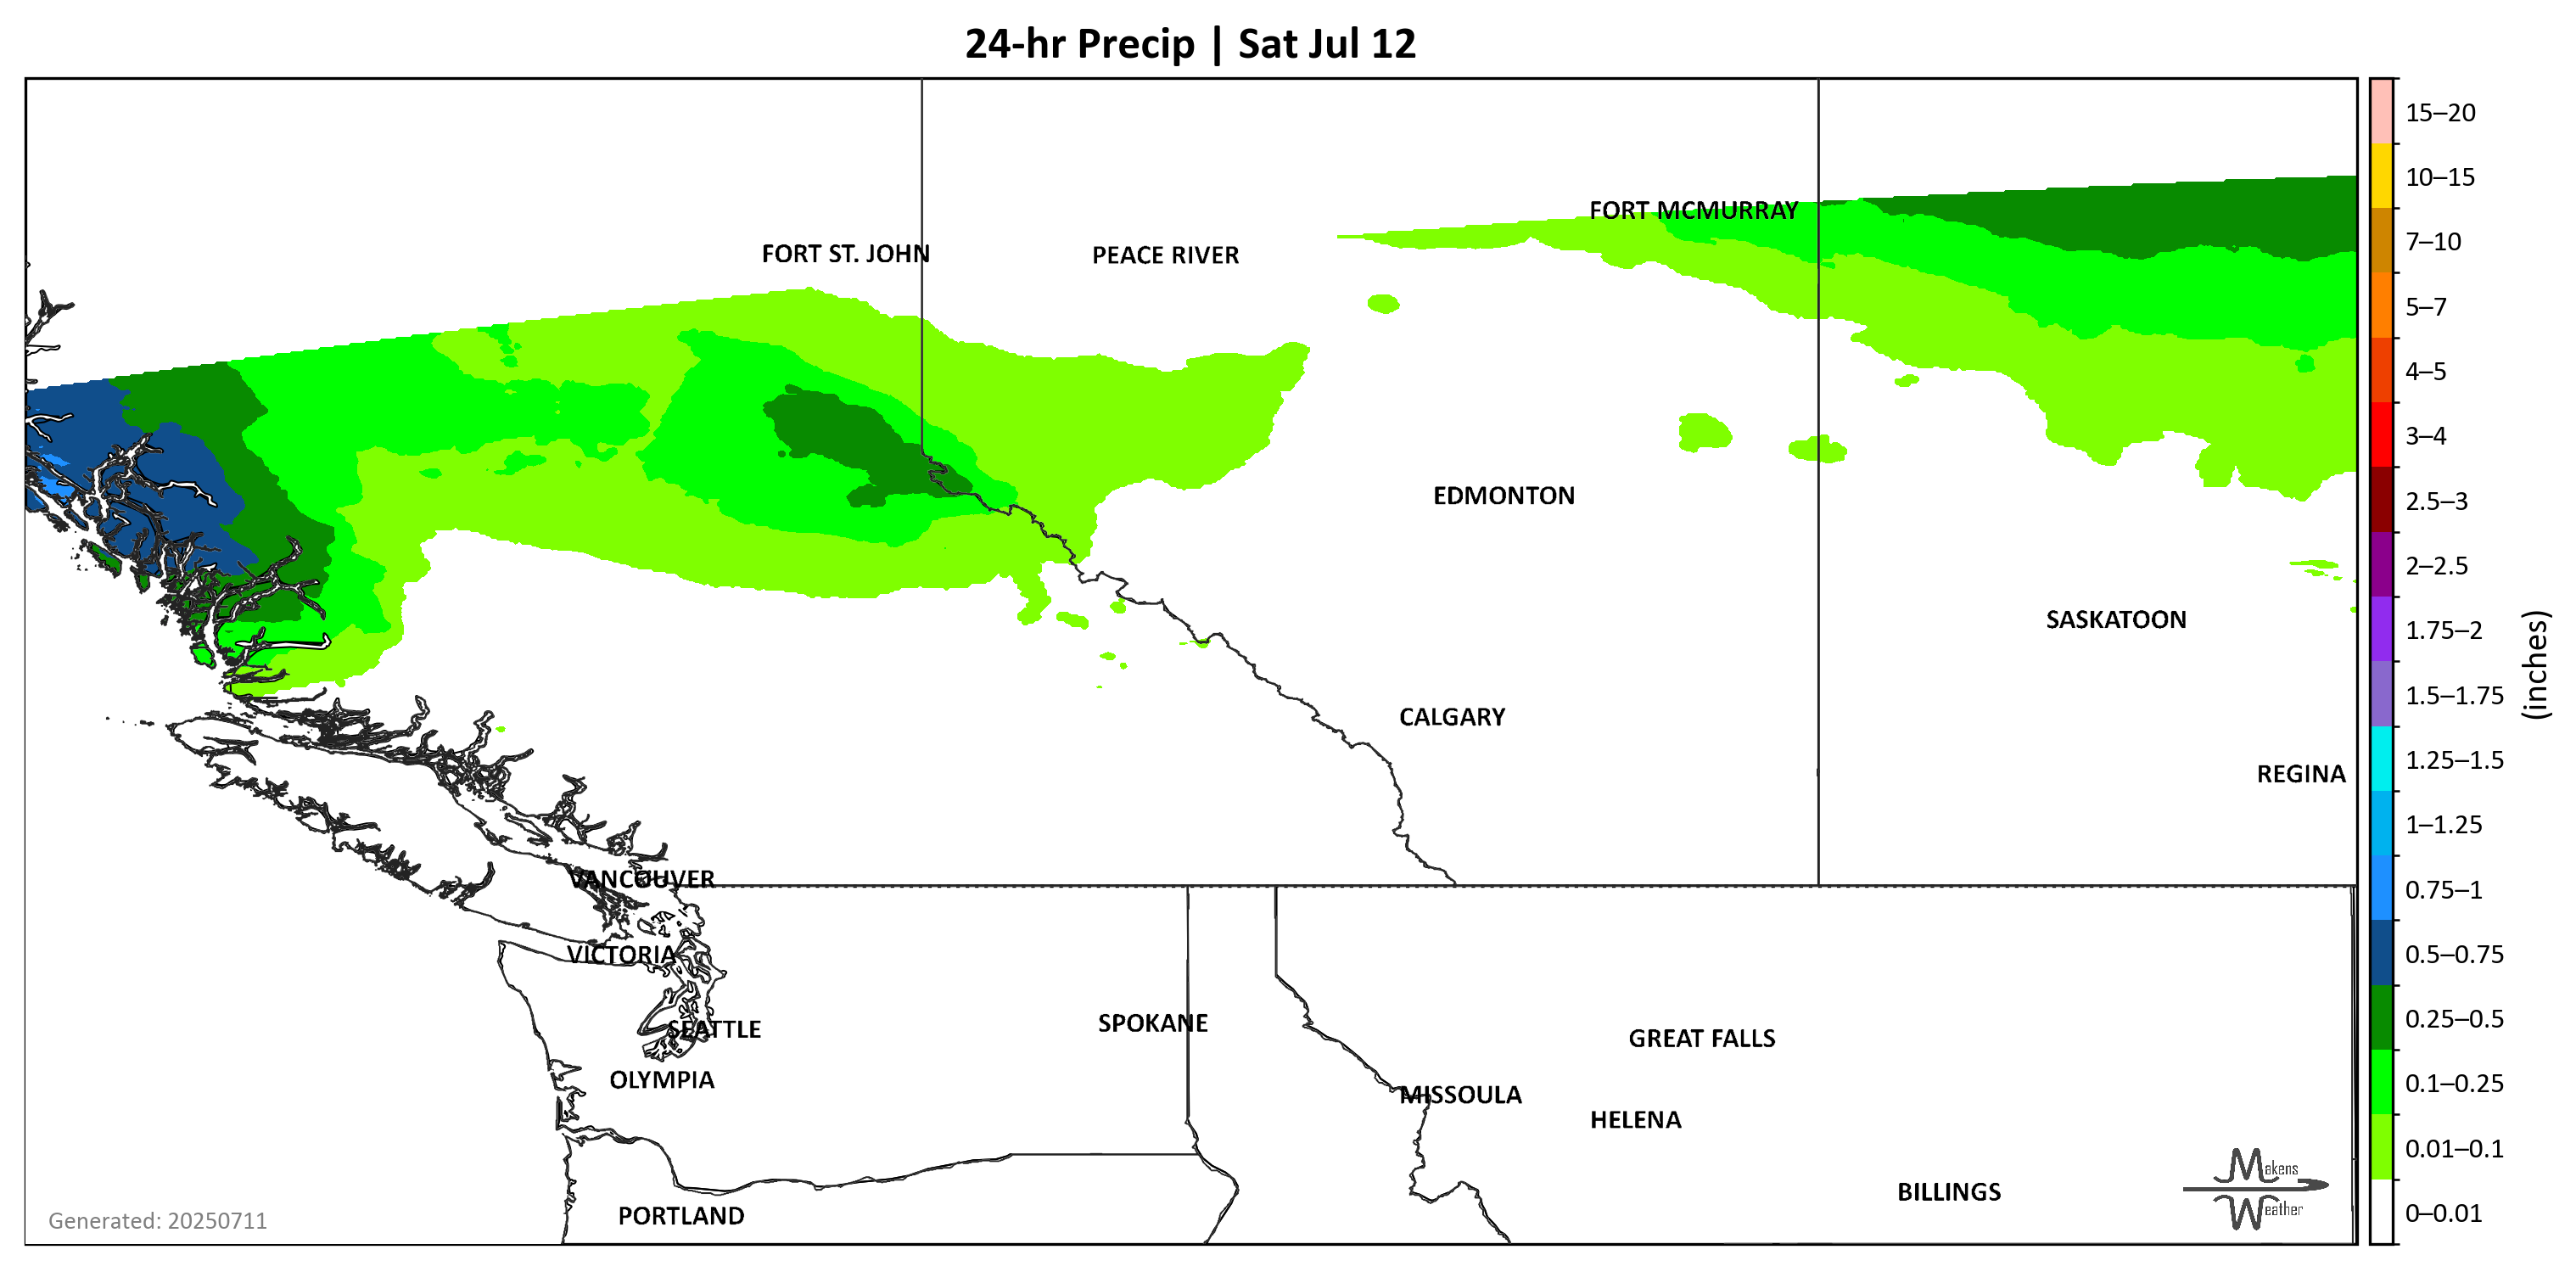 24-hr Precip | Sat Jul 12
FORT MCMURRAY
FORT ST. JOHN
PEACE RIVER
EDMONTON
SASKATOON
CALGARY
REGINA
VANCOUVER
VICTORIA
SPOKANE
SEATTLE
GREAT FALLS
OLYMPIA
MISSOULA
HELENA
BILLINGS
PORTLAND
Makens
Weather
Generated: 20250711
15–20
10–15
7–10
5–7
4–5
3–4
2.5–3
2–2.5
1.75–2
1.5–1.75
1.25–1.5
1–1.25
0.75–1
0.5–0.75
0.25–0.5
0.1–0.25
0.01–0.1
0–0.01
(inches)